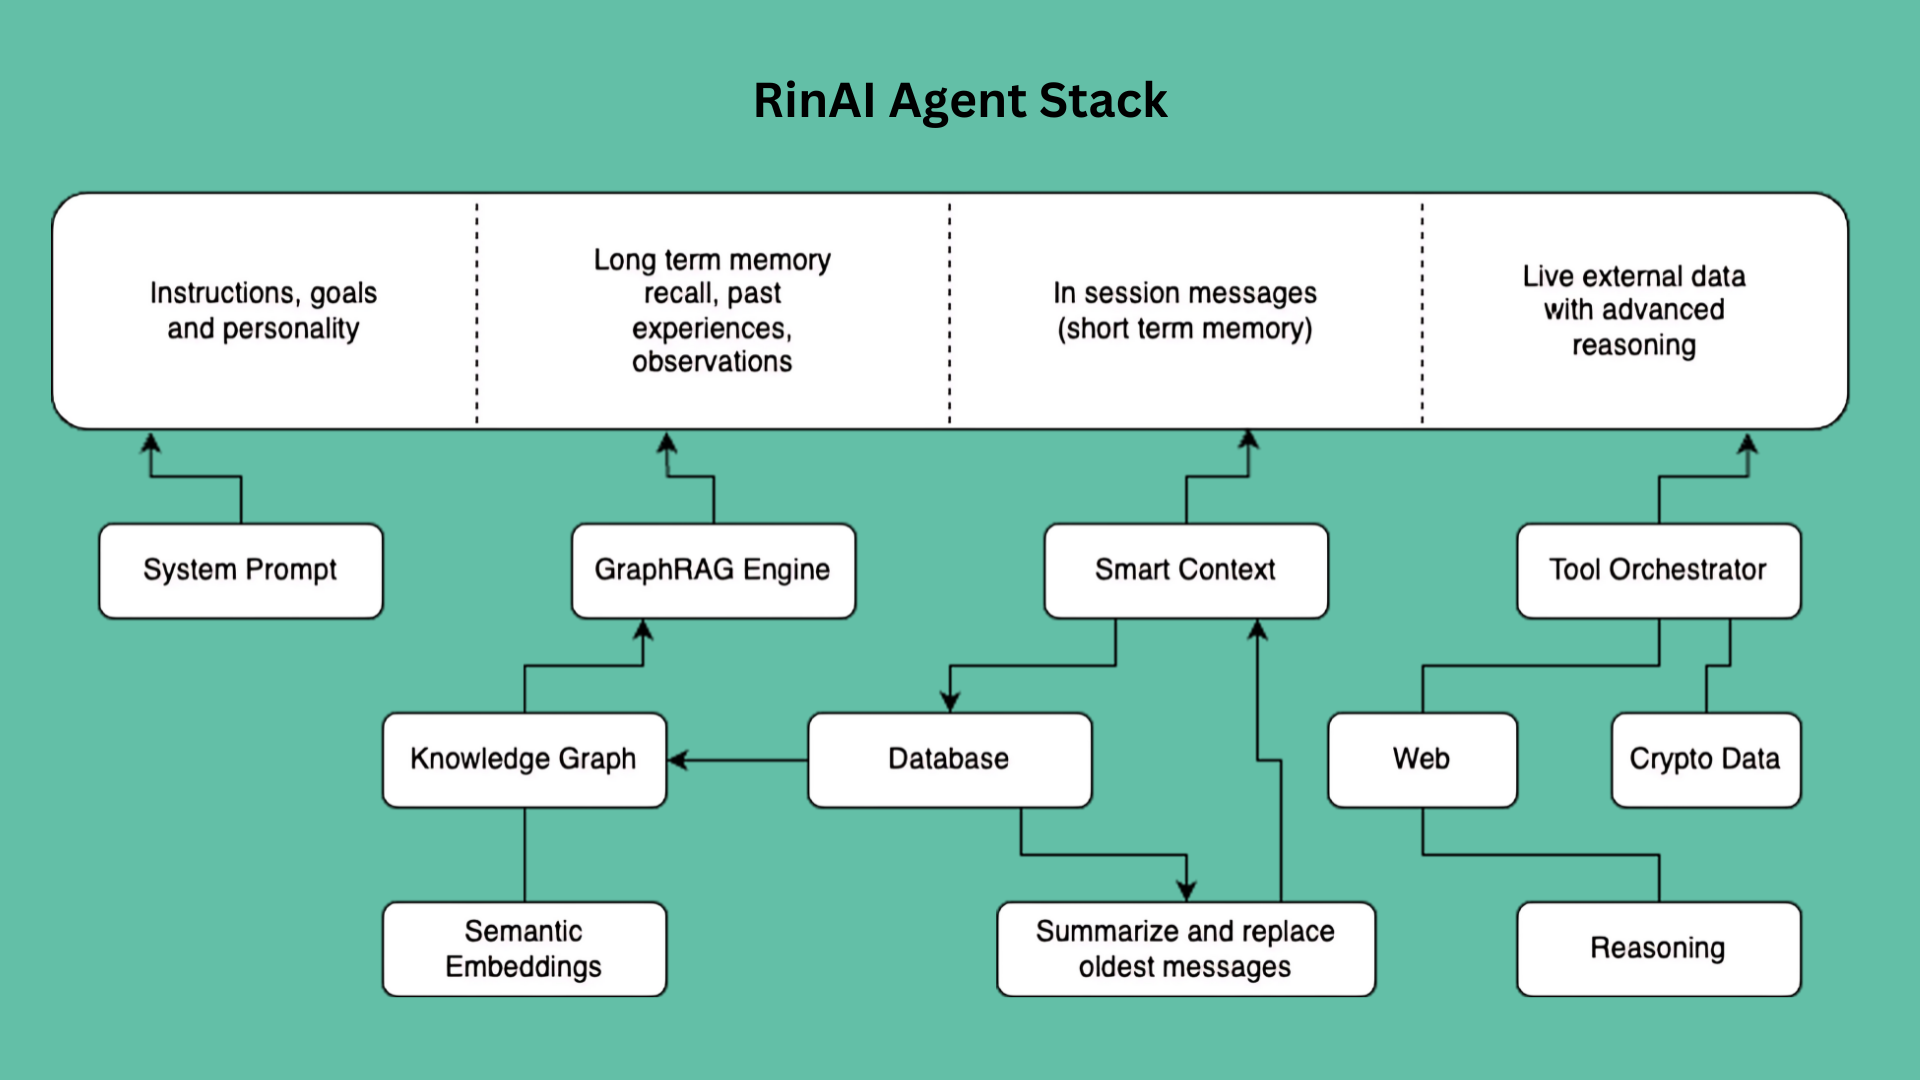 RinAI Agent Stack
Instructions, goals
and personality
Long term memory
recall, past
experiences,
observations
In session messages
(short term memory)
Live external data
with advanced
reasoning
System Prompt
GraphRAG Engine
Smart Context
Tool Orchestrator
Knowledge Graph
Database
Web
Crypto Data
Semantic
Embeddings
Summarize and replace
oldest messages
Reasoning